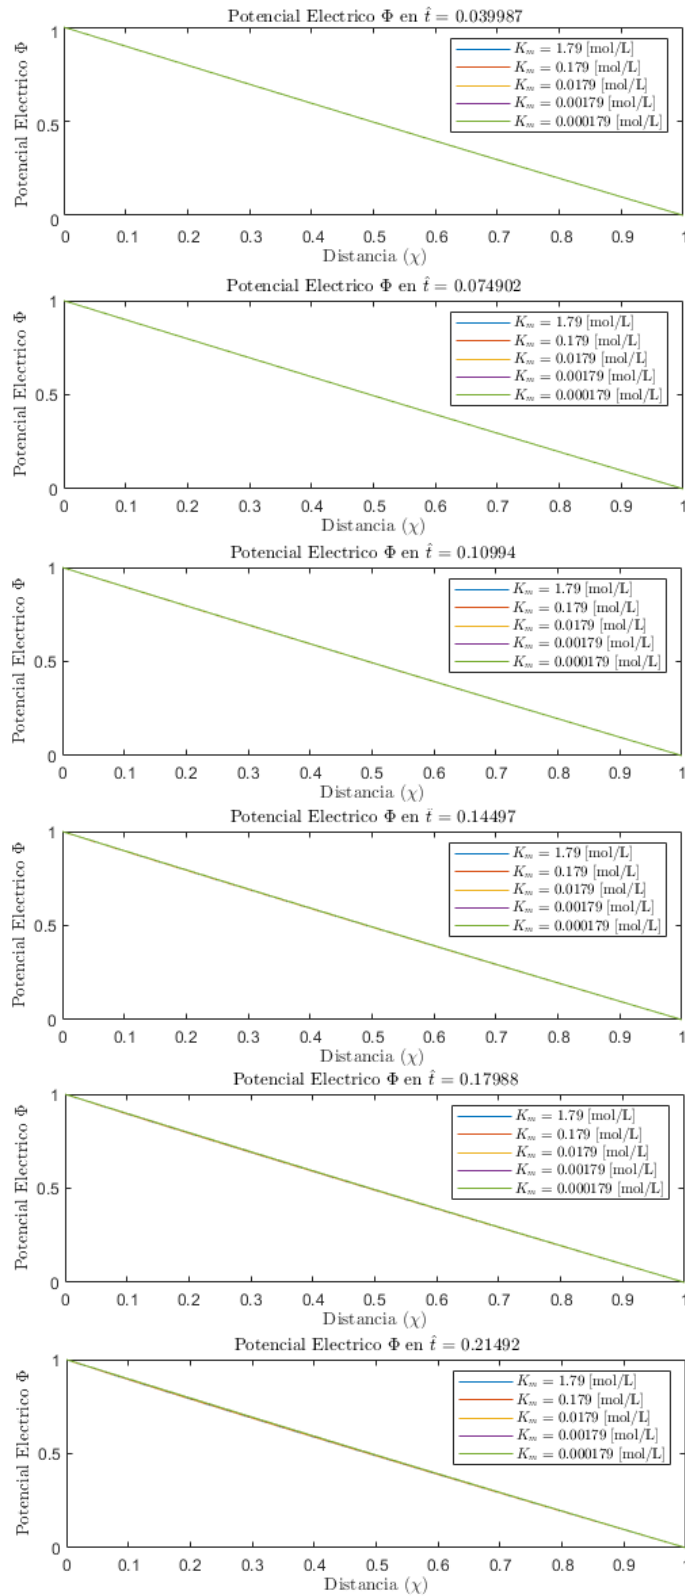 Potencial Electrico Φ en t̂ = 0.039987
1
0.5
0
Potencial Electrico Φ
K_m = 1.79 [mol/L]
K_m = 0.179 [mol/L]
K_m = 0.0179 [mol/L]
K_m = 0.00179 [mol/L]
K_m = 0.000179 [mol/L]
0 0.1 0.2 0.3 0.4 0.5 0.6 0.7 0.8 0.9 1
Distancia (χ)
Potencial Electrico Φ en t̂ = 0.074902
1
0.5
0
Potencial Electrico Φ
K_m = 1.79 [mol/L]
K_m = 0.179 [mol/L]
K_m = 0.0179 [mol/L]
K_m = 0.00179 [mol/L]
K_m = 0.000179 [mol/L]
0 0.1 0.2 0.3 0.4 0.5 0.6 0.7 0.8 0.9 1
Distancia (χ)
Potencial Electrico Φ en t̂ = 0.10994
1
0.5
0
Potencial Electrico Φ
K_m = 1.79 [mol/L]
K_m = 0.179 [mol/L]
K_m = 0.0179 [mol/L]
K_m = 0.00179 [mol/L]
K_m = 0.000179 [mol/L]
0 0.1 0.2 0.3 0.4 0.5 0.6 0.7 0.8 0.9 1
Distancia (χ)
Potencial Electrico Φ en t̂ = 0.14497
1
0.5
0
Potencial Electrico Φ
K_m = 1.79 [mol/L]
K_m = 0.179 [mol/L]
K_m = 0.0179 [mol/L]
K_m = 0.00179 [mol/L]
K_m = 0.000179 [mol/L]
0 0.1 0.2 0.3 0.4 0.5 0.6 0.7 0.8 0.9 1
Distancia (χ)
Potencial Electrico Φ en t̂ = 0.17988
1
0.5
0
Potencial Electrico Φ
K_m = 1.79 [mol/L]
K_m = 0.179 [mol/L]
K_m = 0.0179 [mol/L]
K_m = 0.00179 [mol/L]
K_m = 0.000179 [mol/L]
0 0.1 0.2 0.3 0.4 0.5 0.6 0.7 0.8 0.9 1
Distancia (χ)
Potencial Electrico Φ en t̂ = 0.21492
1
0.5
0
Potencial Electrico Φ
K_m = 1.79 [mol/L]
K_m = 0.179 [mol/L]
K_m = 0.0179 [mol/L]
K_m = 0.00179 [mol/L]
K_m = 0.000179 [mol/L]
0 0.1 0.2 0.3 0.4 0.5 0.6 0.7 0.8 0.9 1
Distancia (χ)